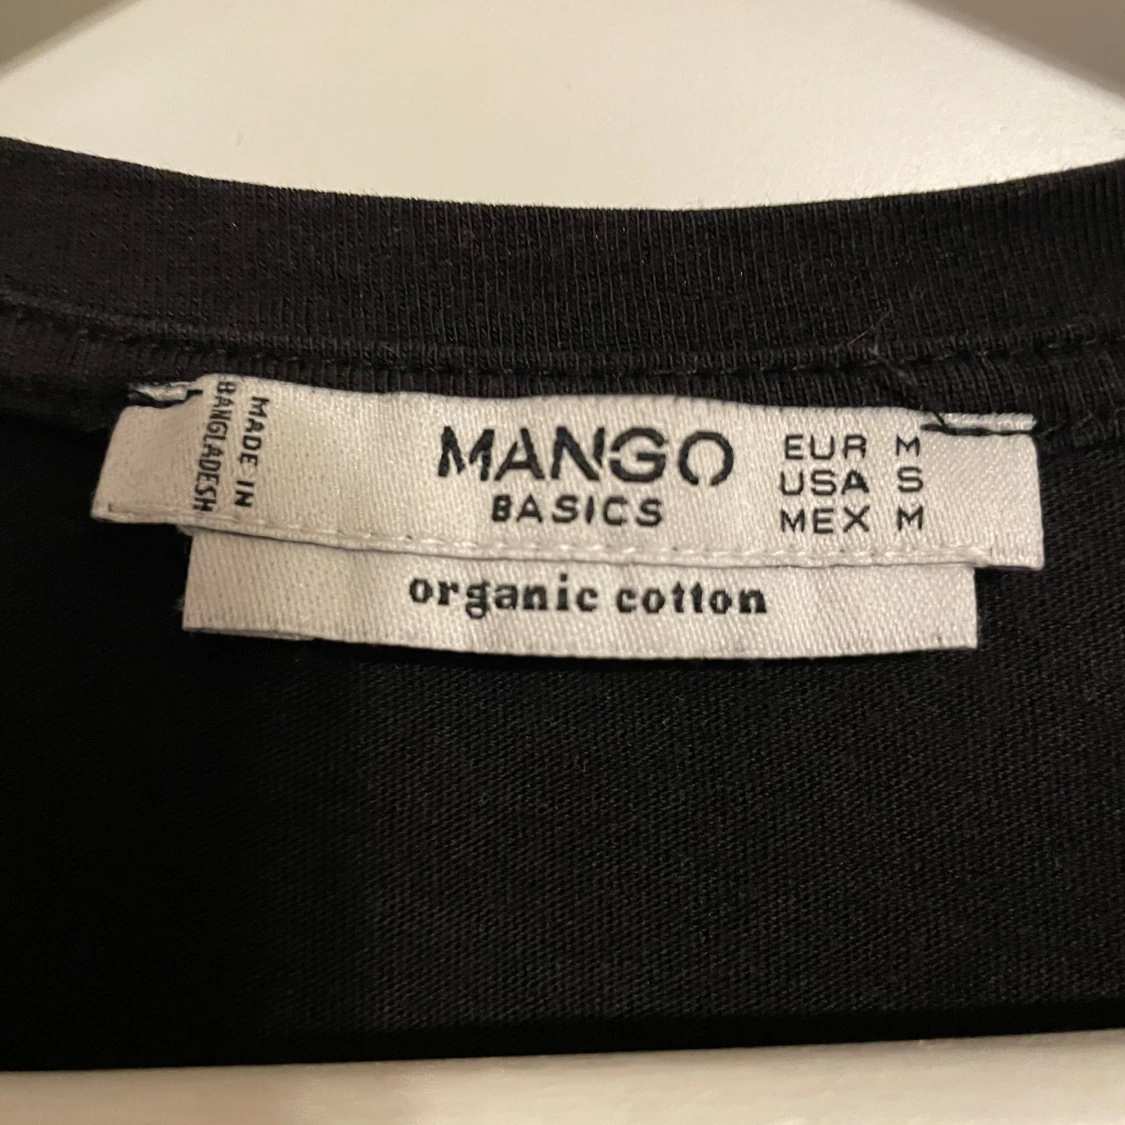 MADE IN
BANGLADESH
MANGO
BASICS
EUR M
USA S
MEX M
organic cotton